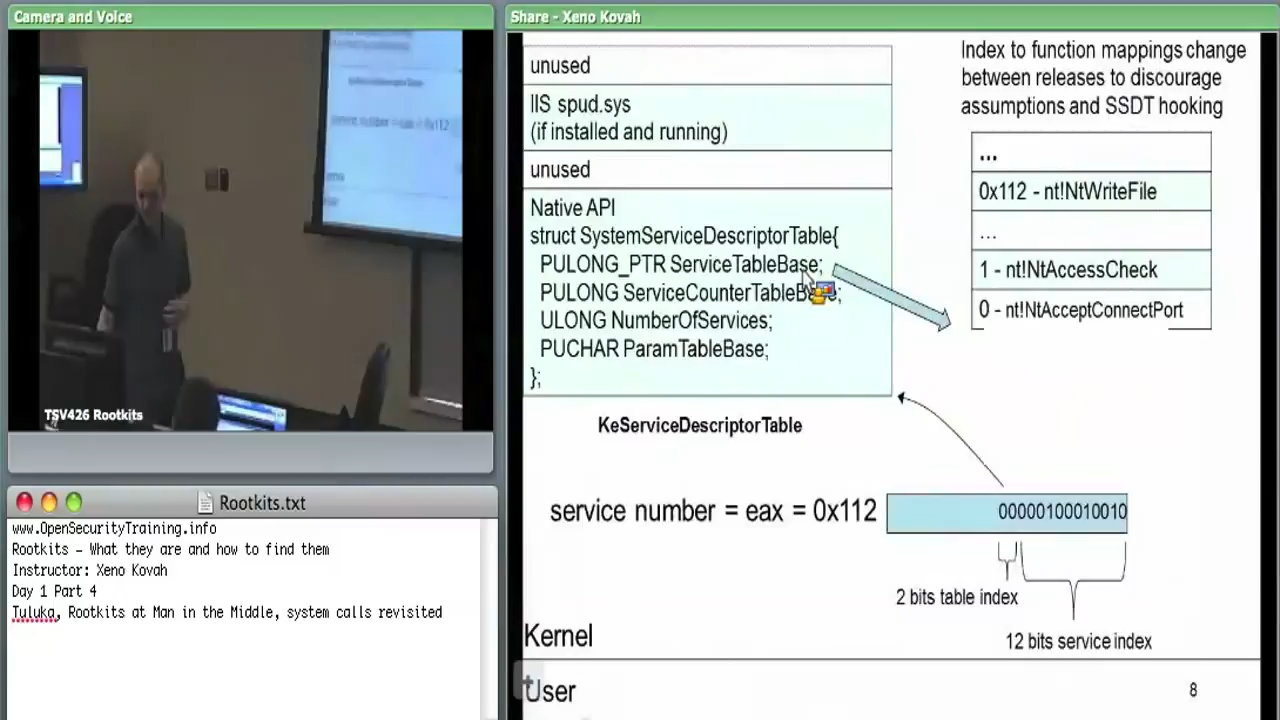 Camera and Voice
TSV426 Rootkits
Rootkits.txt
www.OpenSecurityTraining.info
Rootkits – What they are and how to find them
Instructor: Xeno Kovah
Day 1 Part 4
Tuluka, Rootkits at Man in the Middle, system calls revisited
Share - Xeno Kovah
unused
IIS spud.sys
(if installed and running)
unused
Native API
struct SystemServiceDescriptorTable{
PULONG_PTR ServiceTableBase;
PULONG ServiceCounterTableBase;
ULONG NumberOfServices;
PUCHAR ParamTableBase;
};
KeServiceDescriptorTable
Index to function mappings change
between releases to discourage
assumptions and SSDT hooking
...
0x112 - nt!NtWriteFile
...
1 - nt!NtAccessCheck
0 - nt!NtAcceptConnectPort
service number = eax = 0x112
00000100010010
2 bits table index
12 bits service index
Kernel
User
8